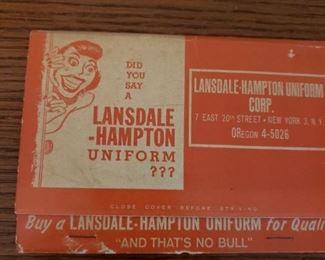 DID
YOU
SAY
A
LANSDALE
-HAMPTON
UNIFORM
???
LANSDALE-HAMPTON UNIFORM
CORP.
7 EAST 20th STREET • NEW YORK 3, N.Y.
ORegon 4-5026
CLOSE COVER BEFORE STRIKING
Buy a LANSDALE-HAMPTON UNIFORM for Quali
"AND THAT'S NO BULL"